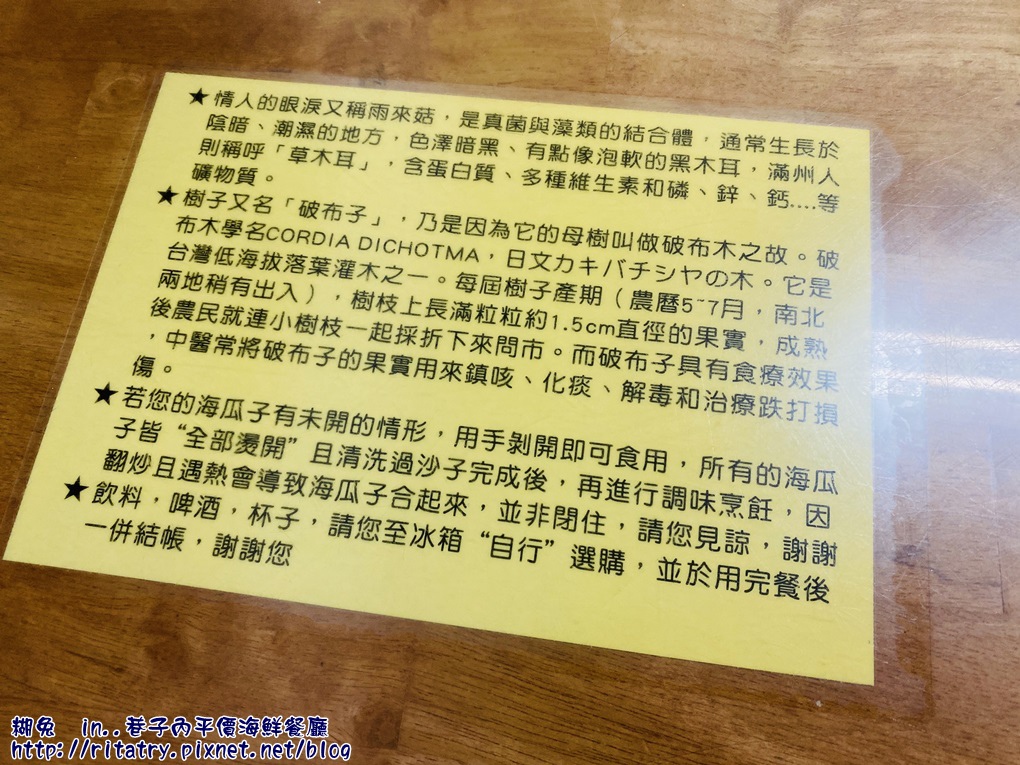 ★情人的眼淚又稱雨來菇，是真菌與藻類的結合體，通常生長於
陰暗、潮濕的地方，色澤暗黑、有點像泡軟的黑木耳，滿州人
則稱呼「草木耳」，含蛋白質、多種維生素和磷、鋅、鈣....等
礦物質。
★樹子又名「破布子」，乃是因為它的母樹叫做破布木之故。破
布木學名CORDIA DICHOTMA，日文カキバチシヤの木。它是
台灣低海拔落葉灌木之一。每屆樹子產期（農曆5~7月，南北
兩地稍有出入），樹枝上長滿粒粒約1.5cm直徑的果實，成熟
後農民就連小樹枝一起採折下來問市。而破布子具有食療效果
，中醫常將破布子的果實用來鎮咳、化痰、解毒和治療跌打損
傷。
★若您的海瓜子有未開的情形，用手剝開即可食用，所有的海瓜
子皆“全部燙開”且清洗過沙子完成後，再進行調味烹飪，因
翻炒且遇熱會導致海瓜子合起來，並非閉住，請您見諒，謝謝
★飲料，啤酒，杯子，請您至冰箱“自行”選購，並於用完餐後
一併結帳，謝謝您
糊兔 in..巷子內平價海鮮餐廳
http://ritatry.pixnet.net/blog